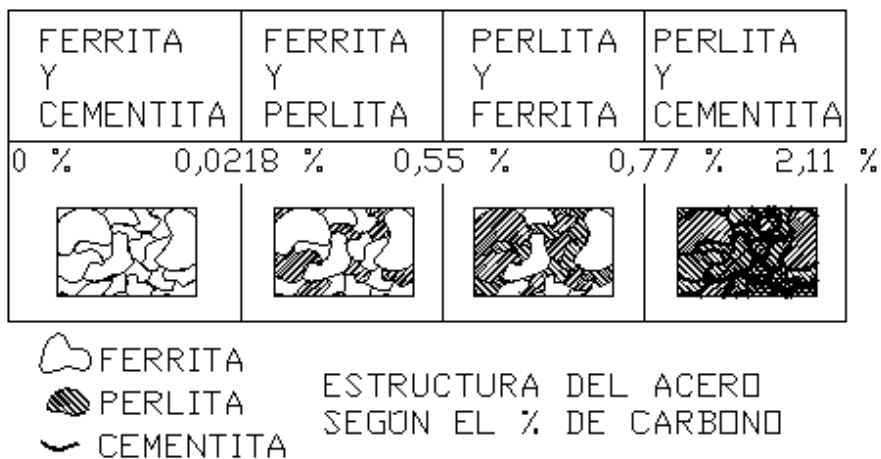 FERRITA
Y
CEMENTITA
FERRITA
Y
PERLITA
PERLITA
Y
FERRITA
PERLITA
Y
CEMENTITA
0 % 0,0218 % 0,55 % 0,77 % 2,11 %
FERRITA
PERLITA
CEMENTITA
ESTRUCTURA DEL ACERO
SEGÚN EL % DE CARBONO